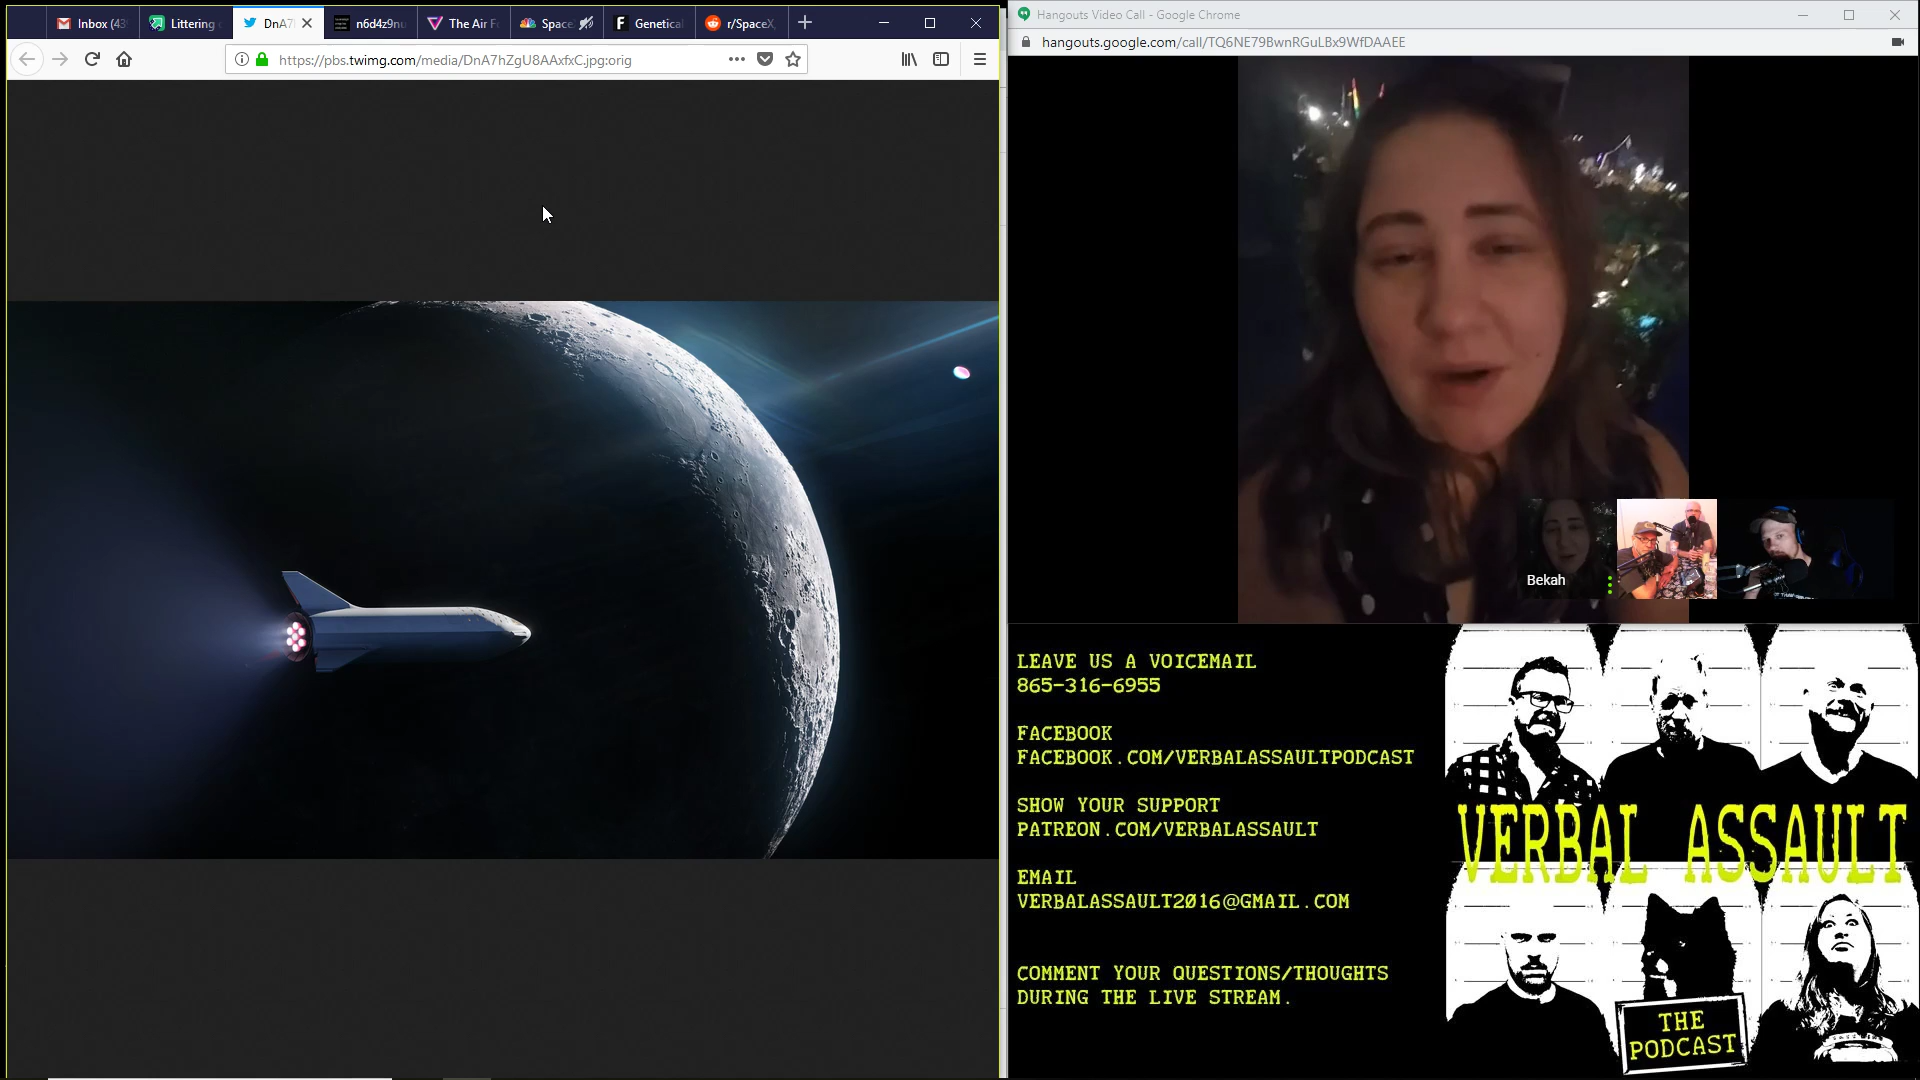 Inbox (43
Littering
DnA7
n6d4z9nu
The Air F
Space
Genetical
r/SpaceX
https://pbs.twimg.com/media/DnA7hZgU8AAxfxC.jpg:orig
Hangouts Video Call - Google Chrome
hangouts.google.com/call/TQ6NE79BwnRGuLBx9WfDAAEE
Bekah
LEAVE US A VOICEMAIL
865-316-6955
FACEBOOK
FACEBOOK.COM/VERBALASSAULTPODCAST
SHOW YOUR SUPPORT
PATREON.COM/VERBALASSAULT
EMAIL
VERBALASSAULT2016@GMAIL.COM
COMMENT YOUR QUESTIONS/THOUGHTS
DURING THE LIVE STREAM.
VERBAL ASSAULT
THE
PODCAST